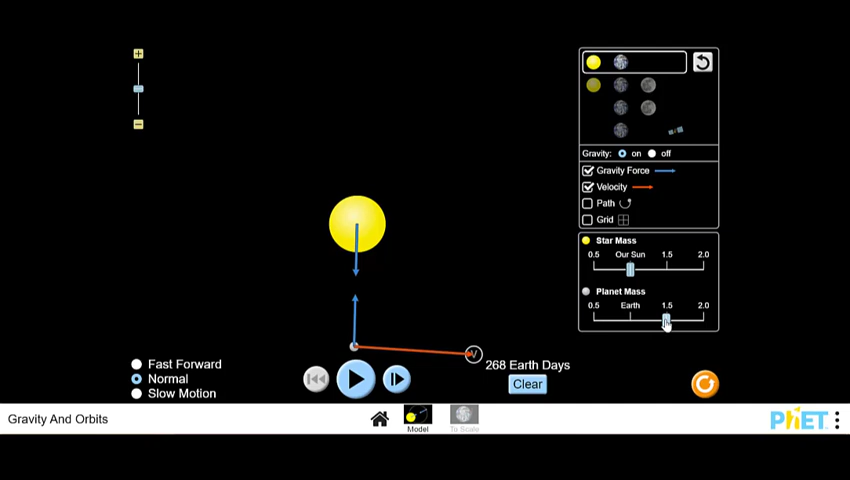 Gravity: on off
Gravity Force
Velocity
Path
Grid
Star Mass
0.5 Our Sun 1.5 2.0
Planet Mass
0.5 Earth 1.5 2.0
V
Fast Forward
Normal
Slow Motion
268 Earth Days
Clear
Gravity And Orbits
Model
To Scale
PhET